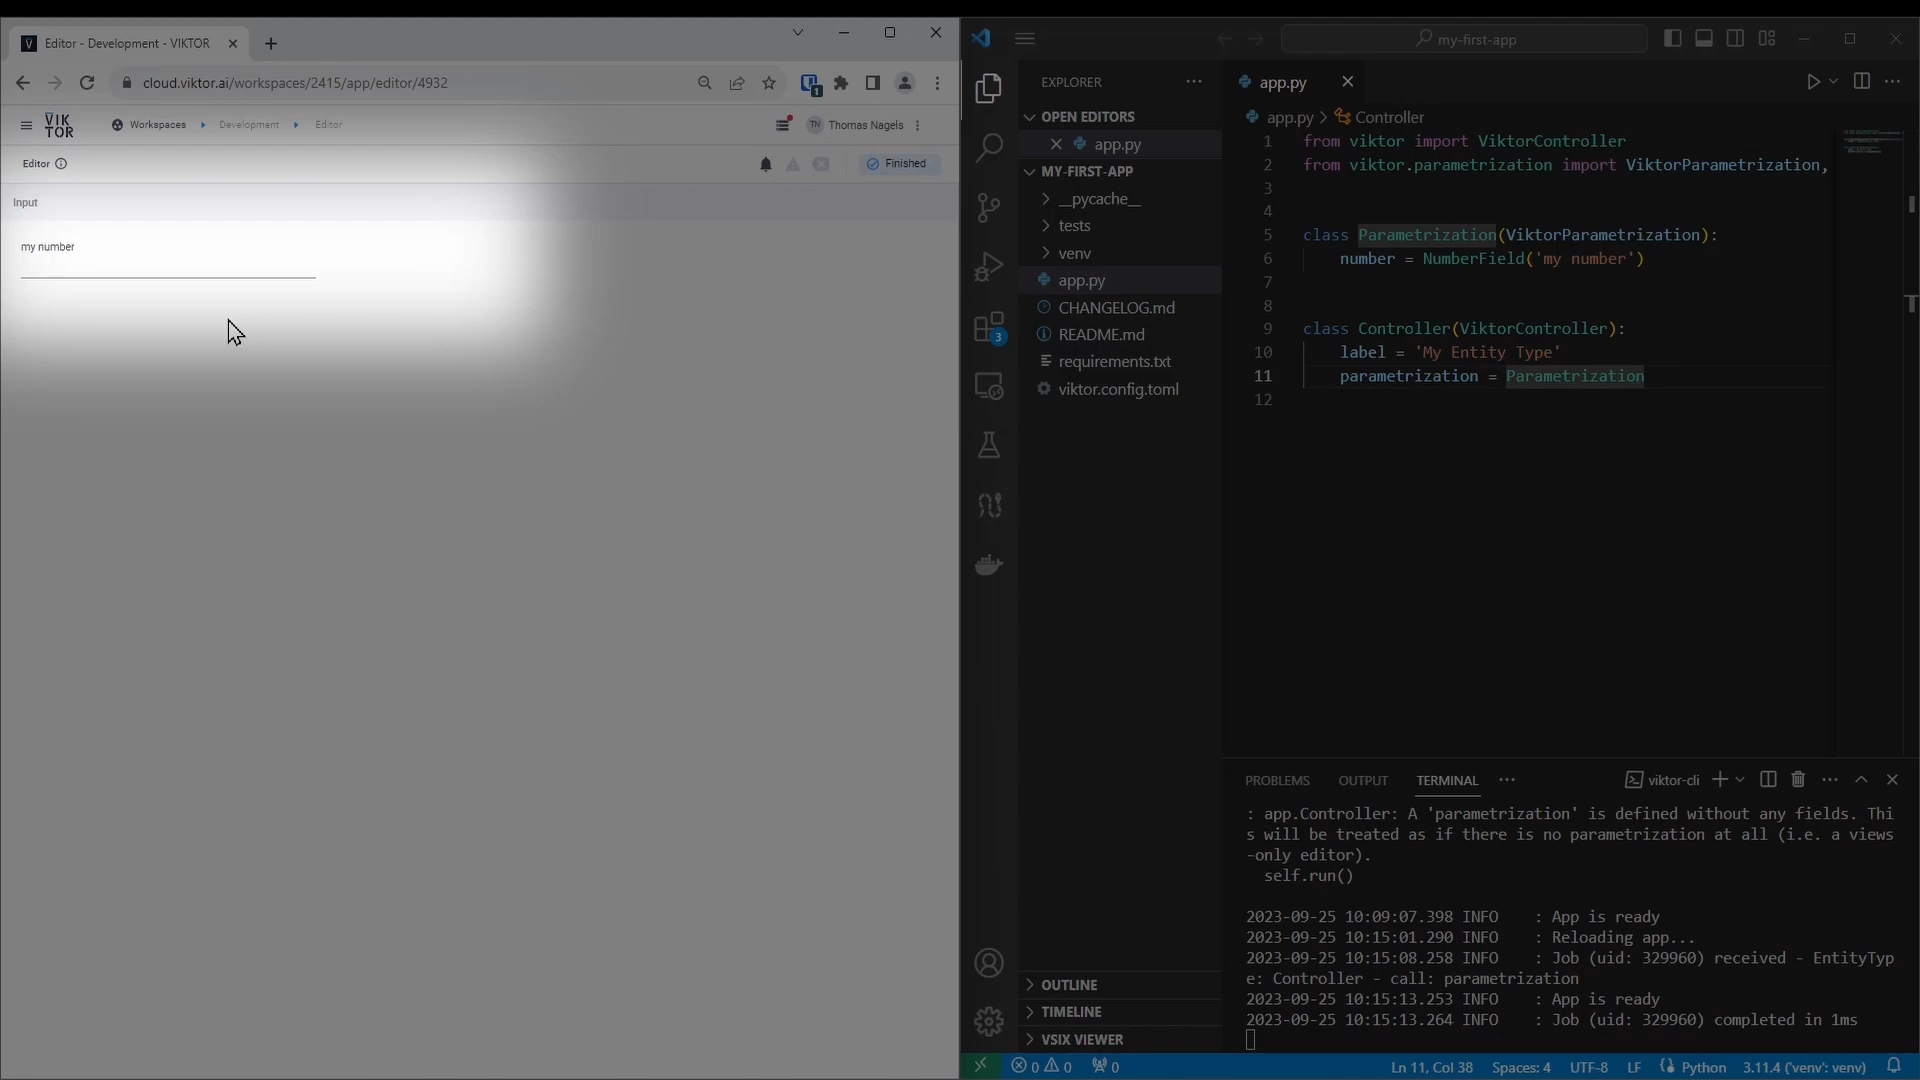 Editor - Development - VIKTOR
cloud.viktor.ai/workspaces/2415/app/editor/4932
1
VIK
TOR
Workspaces
Development
Editor
TN
Thomas Nagels
Editor
Finished
Input
my number
my-first-app
EXPLORER
OPEN EDITORS
app.py
MY-FIRST-APP
__pycache__
tests
venv
app.py
CHANGELOG.md
README.md
requirements.txt
viktor.config.toml
3
OUTLINE
TIMELINE
VSIX VIEWER
app.py
app.py > Controller
1 from viktor import ViktorController
2 from viktor.parametrization import ViktorParametrization,
3
4
5 class Parametrization(ViktorParametrization):
6 number = NumberField('my number')
7
8
9 class Controller(ViktorController):
10 label = 'My Entity Type'
11 parametrization = Parametrization
12
PROBLEMS OUTPUT TERMINAL
viktor-cli
: app.Controller: A 'parametrization' is defined without any fields. Thi
s will be treated as if there is no parametrization at all (i.e. a views
-only editor).
self.run()
2023-09-25 10:09:07.398 INFO : App is ready
2023-09-25 10:15:01.290 INFO : Reloading app...
2023-09-25 10:15:08.258 INFO : Job (uid: 329960) received - EntityTyp
e: Controller - call: parametrization
2023-09-25 10:15:13.253 INFO : App is ready
2023-09-25 10:15:13.264 INFO : Job (uid: 329960) completed in 1ms
0 0 0
Ln 11, Col 38 Spaces: 4 UTF-8 LF Python 3.11.4 ('venv': venv)